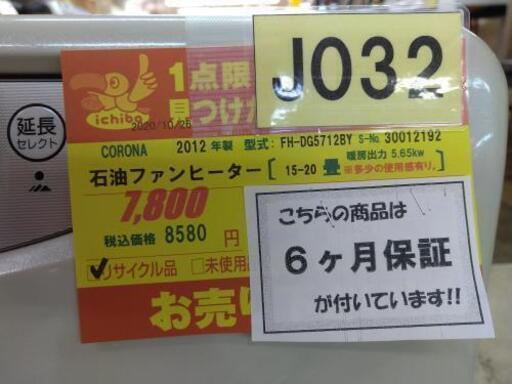 J032
1点限
見つけ
ichiba
2020/10/25
延長
セレクト
CORONA 2012 年製 型式: FH-DG5712BY S-No 30012192
暖房出力 5.65kw
石油ファンヒーター [ 15-20 畳 ※多少の使用感有り。]
7,800
税込価格 8580 円
リサイクル品 □未使用
お売り
こちらの商品は
6ヶ月保証
が付いています!!